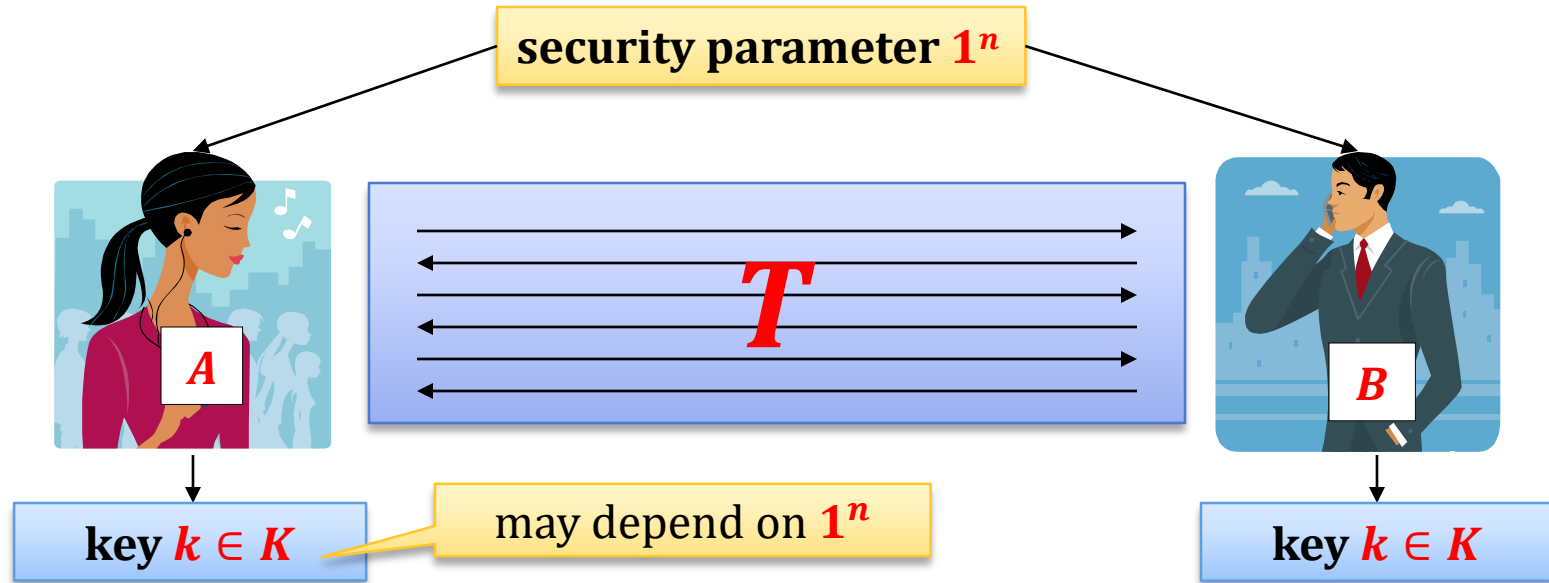 security parameter 1ⁿ
T
A
B
key k ∈ K
may depend on 1ⁿ
key k ∈ K